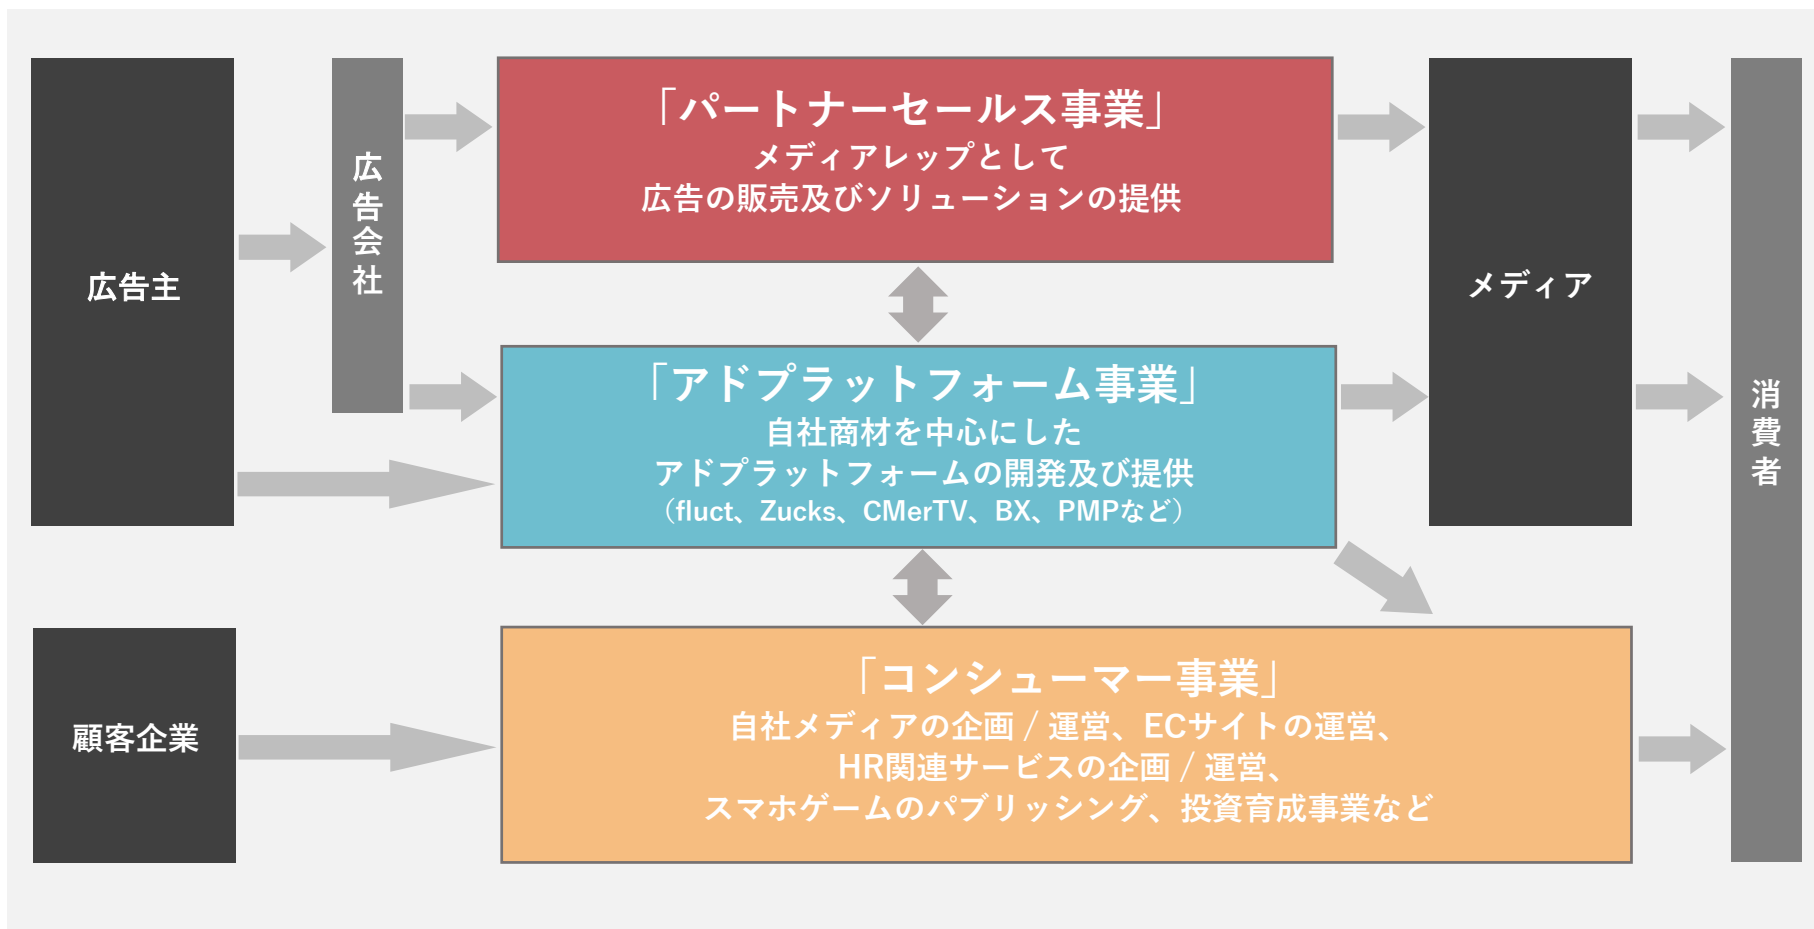 広告主
広告会社
「パートナーセールス事業」
メディアレップとして
広告の販売及びソリューションの提供
「アドプラットフォーム事業」
自社商材を中心にした
アドプラットフォームの開発及び提供
（fluct、Zucks、CMerTV、BX、PMPなど）
メディア
消費者
顧客企業
「コンシューマー事業」
自社メディアの企画 / 運営、ECサイトの運営、
HR関連サービスの企画 / 運営、
スマホゲームのパブリッシング、投資育成事業など